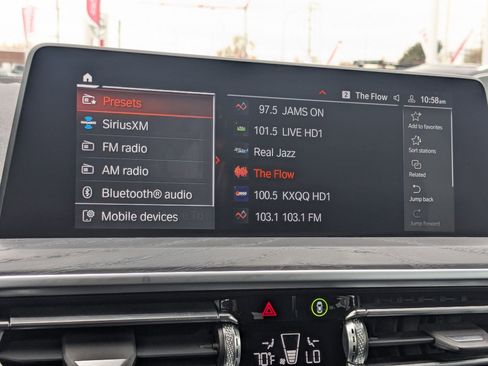 2 The Flow 10:58am
Presets
SiriusXM
FM radio
AM radio
Bluetooth® audio
Mobile devices
97.5 JAMS ON
101.5 LIVE HD1
Real Jazz
The Flow
100.5 KXQQ HD1
103.1 103.1 FM
Add to favorites
Sort stations
Related
Jump back
Jump forward
70°F
LO